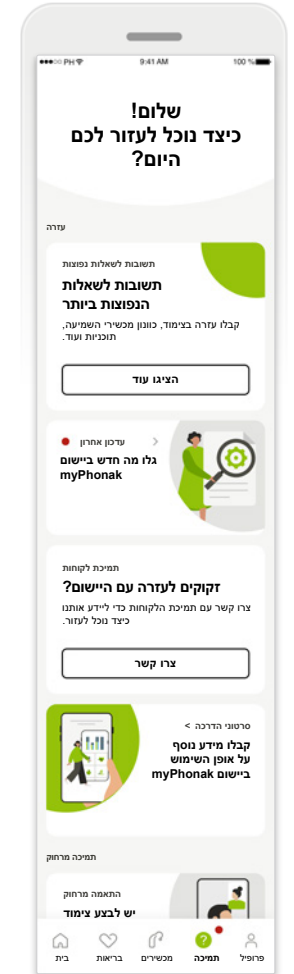 PH
9:41 AM
100 %
שלום!
כיצד נוכל לעזור לכם
היום?
עזרה
תשובות לשאלות נפוצות
תשובות לשאלות
הנפוצות ביותר
קבלו עזרה בצימוד, כוונון מכשירי השמיעה,
תוכניות ועוד.
הציגו עוד
עדכון אחרון
גלו מה חדש ביישום
myPhonak
תמיכת לקוחות
זקוקים לעזרה עם היישום?
צרו קשר עם תמיכת הלקוחות כדי ליידע אותנו
כיצד נוכל לעזור.
צרו קשר
סרטוני הדרכה >
קבלו מידע נוסף
על אופן השימוש
ביישום myPhonak
תמיכה מרחוק
התאמה מרחוק
יש לבצע צימוד
פרופיל
תמיכה
מכשירים
בריאות
בית